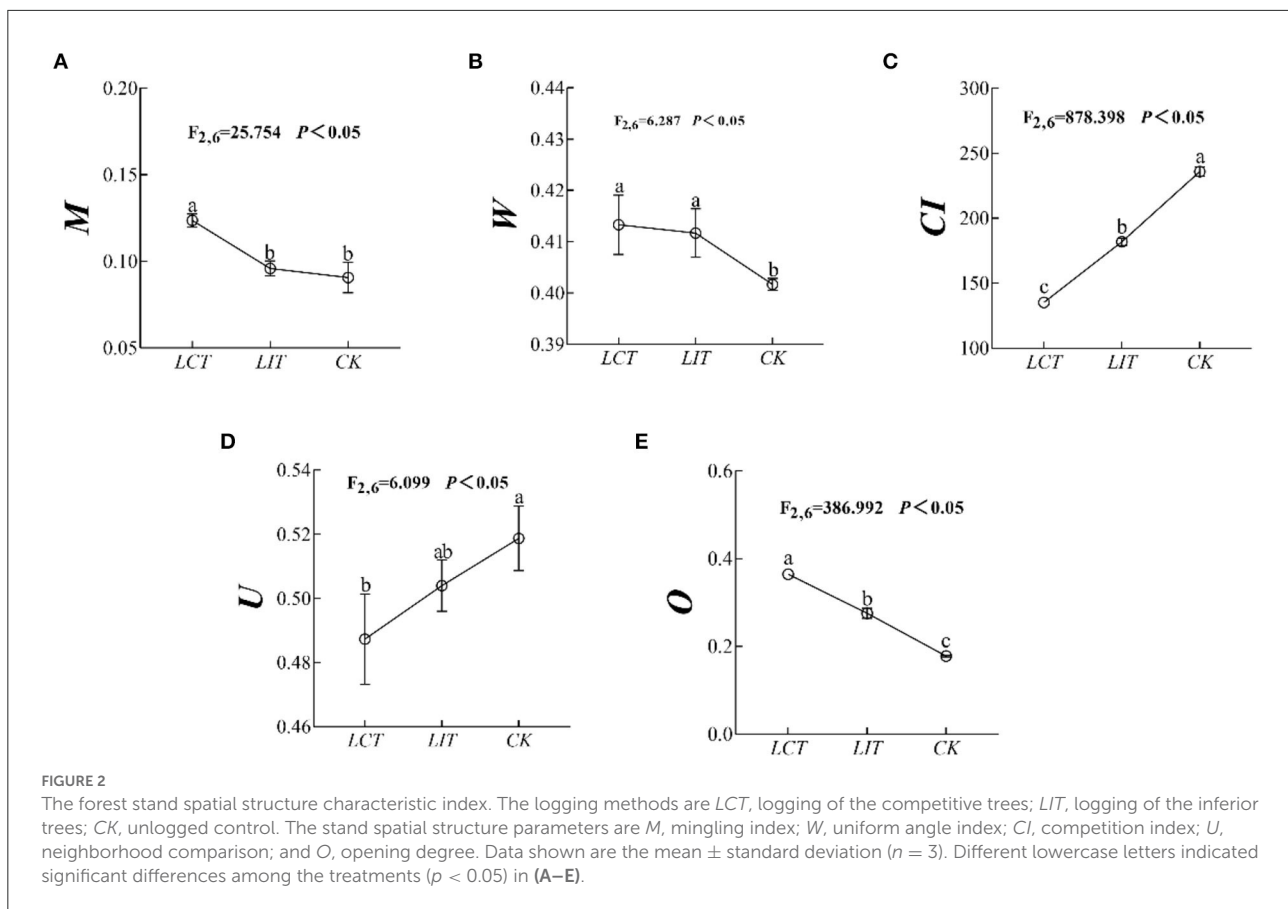 A
0.20
0.15
0.10
0.05
M
F2,6=25.754 P<0.05
a
b
b
LCT LIT CK
B
0.44
0.43
0.42
0.41
0.40
0.39
W
F2,6=6.287 P<0.05
a
a
b
LCT LIT CK
C
300
250
200
150
100
CI
F2,6=878.398 P<0.05
a
b
c
LCT LIT CK
D
0.54
0.52
0.50
0.48
0.46
U
F2,6=6.099 P<0.05
b
ab
a
LCT LIT CK
E
0.6
0.4
0.2
0.0
O
F2,6=386.992 P<0.05
a
b
c
LCT LIT CK
FIGURE 2
The forest stand spatial structure characteristic index. The logging methods are LCT, logging of the competitive trees; LIT, logging of the inferior
trees; CK, unlogged control. The stand spatial structure parameters are M, mingling index; W, uniform angle index; CI, competition index; U,
neighborhood comparison; and O, opening degree. Data shown are the mean ± standard deviation (n = 3). Different lowercase letters indicated
significant differences among the treatments (p < 0.05) in (A–E).